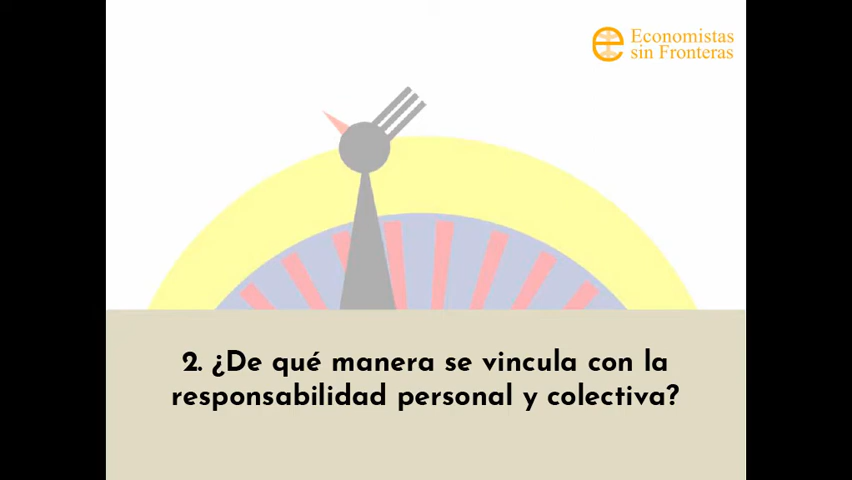 Economistas
sin Fronteras
2. ¿De qué manera se vincula con la
responsabilidad personal y colectiva?